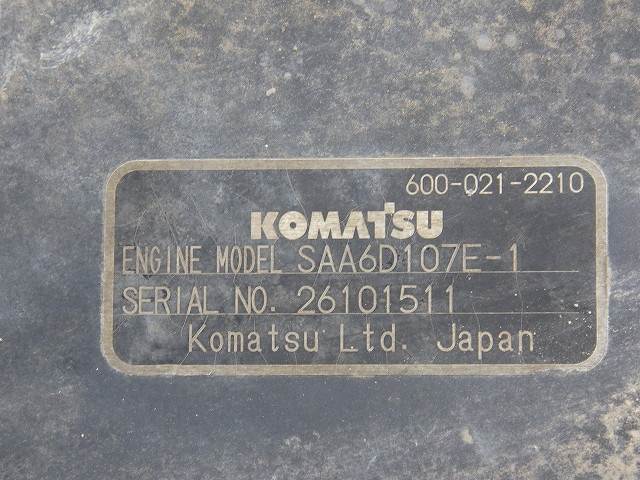 600-021-2210
KOMATSU
ENGINE MODEL SAA6D107E-1
SERIAL NO. 26101511
Komatsu Ltd. Japan